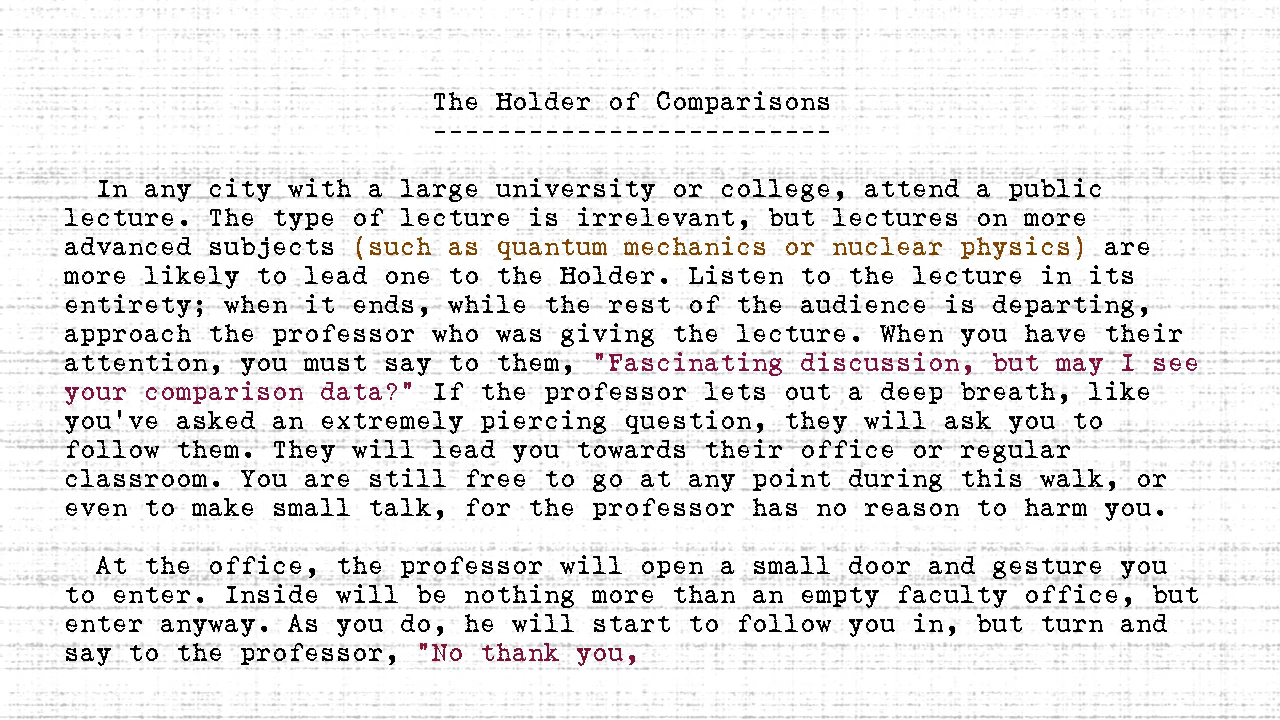 The Holder of Comparisons
-------------------------
In any city with a large university or college, attend a public
lecture. The type of lecture is irrelevant, but lectures on more
advanced subjects (such as quantum mechanics or nuclear physics) are
more likely to lead one to the Holder. Listen to the lecture in its
entirety; when it ends, while the rest of the audience is departing,
approach the professor who was giving the lecture. When you have their
attention, you must say to them, "Fascinating discussion, but may I see
your comparison data?" If the professor lets out a deep breath, like
you've asked an extremely piercing question, they will ask you to
follow them. They will lead you towards their office or regular
classroom. You are still free to go at any point during this walk, or
even to make small talk, for the professor has no reason to harm you.
At the office, the professor will open a small door and gesture you
to enter. Inside will be nothing more than an empty faculty office, but
enter anyway. As you do, he will start to follow you in, but turn and
say to the professor, "No thank you,